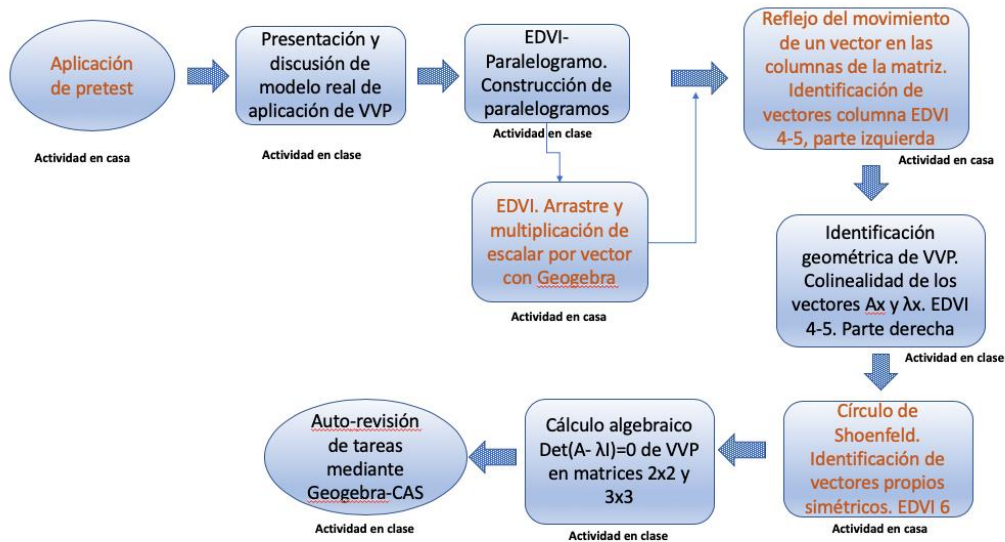 Aplicación
de pretest
Actividad en casa
Presentación y
discusión de
modelo real de
aplicación de VVP
Actividad en clase
EDVI-
Paralelogramo.
Construcción de
paralelogramos
Actividad en clase
EDVI. Arrastre y
multiplicación de
escalar por vector
con Geogebra
Actividad en casa
Reflejo del movimiento
de un vector en las
columnas de la matriz.
Identificación de
vectores columna EDVI
4-5, parte izquierda
Actividad en casa
Identificación
geométrica de VVP.
Colinealidad de los
vectores Ax y λx. EDVI
4-5. Parte derecha
Actividad en clase
Círculo de
Shoenfeld.
Identificación de
vectores propios
simétricos. EDVI 6
Actividad en casa
Cálculo algebraico
Det(A- λI)=0 de VVP
en matrices 2x2 y
3x3
Actividad en clase
Auto-revisión
de tareas
mediante
Geogebra-CAS
Actividad en clase